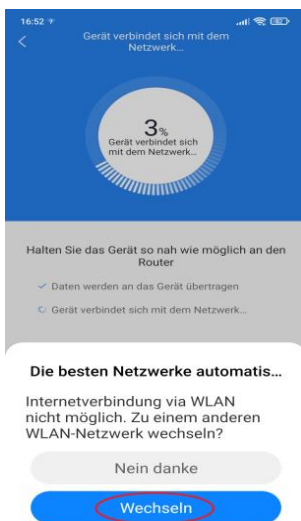 16:52
Gerät verbindet sich mit dem
Netzwerk...
3%
Gerät verbindet sich
mit dem Netzwerk...
Halten Sie das Gerät so nah wie möglich an den
Router
Daten werden an das Gerät übertragen
Gerät verbindet sich mit dem Netzwerk...
Die besten Netzwerke automatis...
Internetverbindung via WLAN
nicht möglich. Zu einem anderen
WLAN-Netzwerk wechseln?
Nein danke
Wechseln